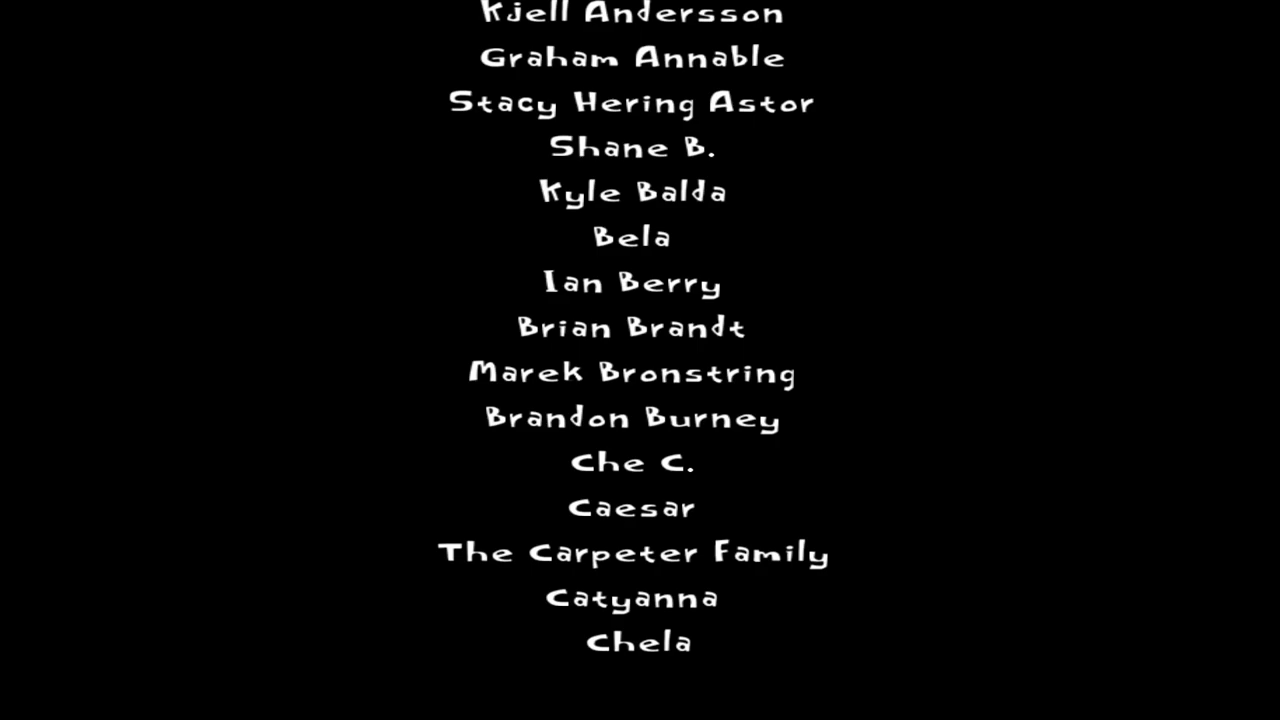 Kjell Andersson
Graham Annable
Stacy Hering Astor
Shane B.
Kyle Balda
Bela
Ian Berry
Brian Brandt
Marek Bronstring
Brandon Burney
Che C.
Caesar
The Carpeter Family
Catyanna
Chela